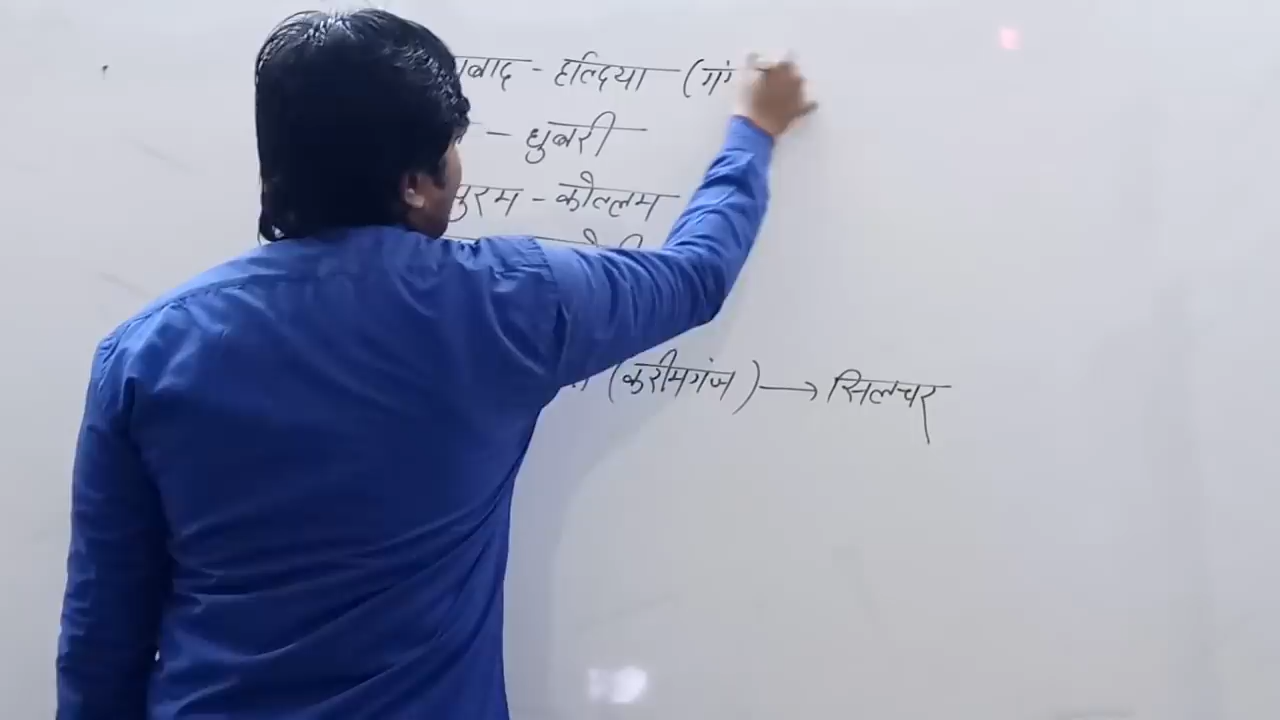 बाद - हल्दिया (गं
- धुबरी
पुरम - कोल्लम
(करीमगंज) → सिलचर